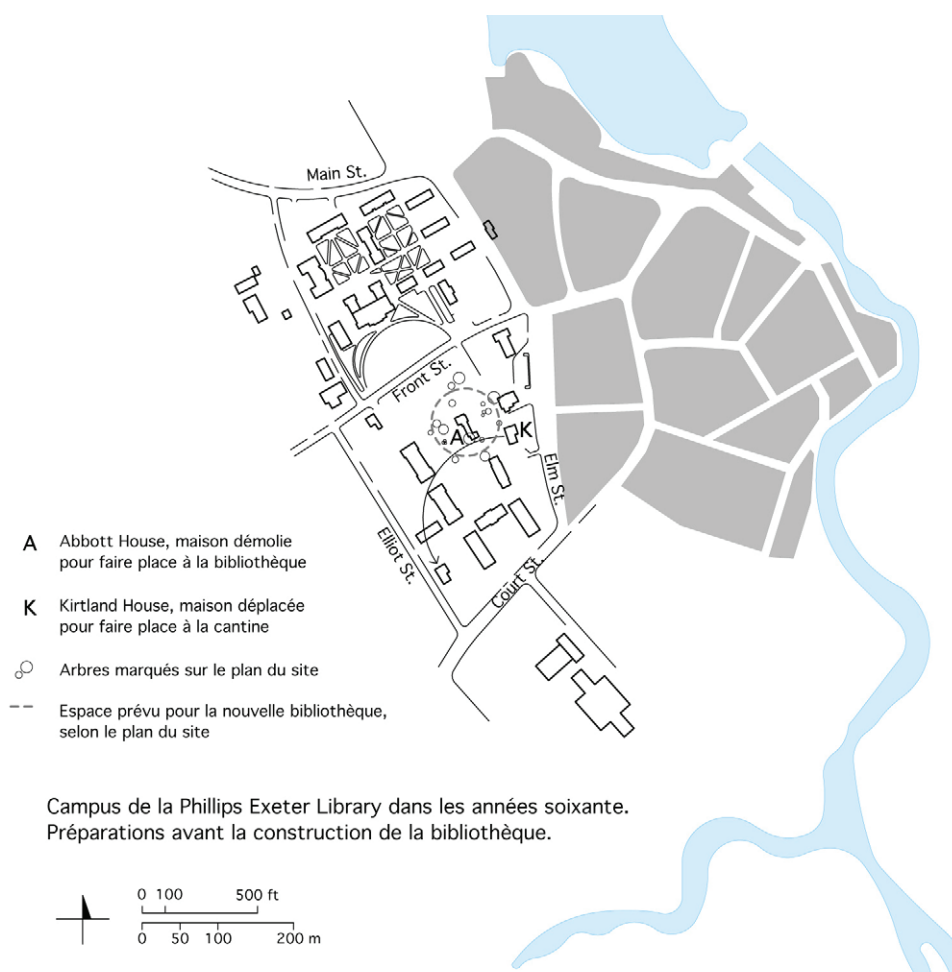 Main St.
Front St.
A
K
Elm St.
Elliot St.
Court St.
A Abbott House, maison démolie
pour faire place à la bibliothèque
K Kirtland House, maison déplacée
pour faire place à la cantine
Arbres marqués sur le plan du site
Espace prévu pour la nouvelle bibliothèque,
selon le plan du site
Campus de la Phillips Exeter Library dans les années soixante.
Préparations avant la construction de la bibliothèque.
0 100 500 ft
0 50 100 200 m